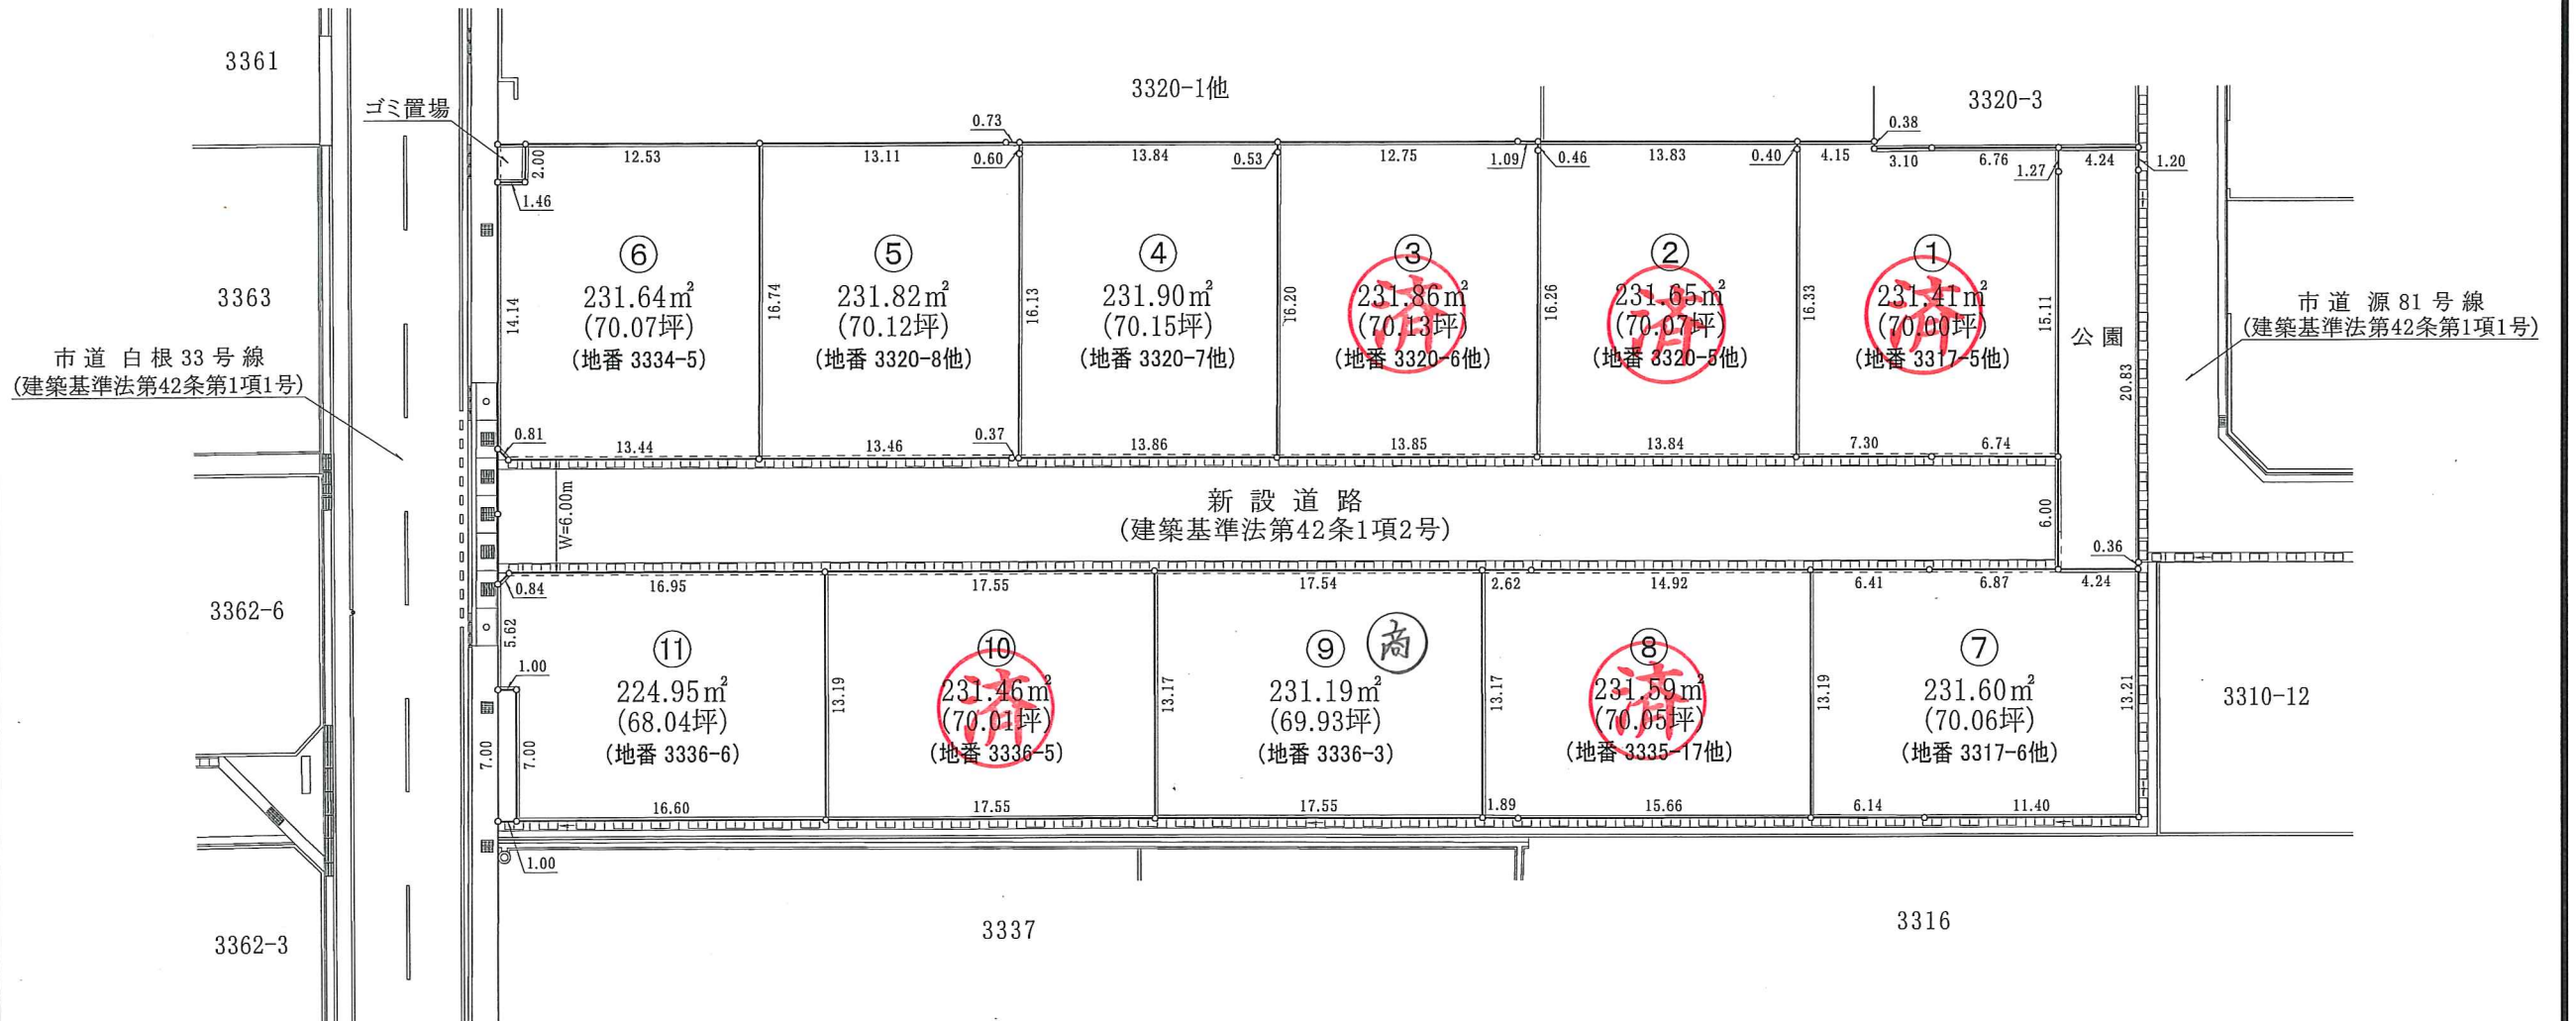 3361
3320-1他
3320-3
ゴミ置場
0.73
0.38
12.53
2.00
13.11
0.60
13.84
0.53
12.75
1.09
0.46
13.83
0.40
4.15
3.10
6.76
1.27
4.24
1.20
1.46
⑥
231.64㎡
(70.07坪)
(地番 3334-5)
⑤
231.82㎡
(70.12坪)
(地番 3320-8他)
④
231.90㎡
(70.15坪)
(地番 3320-7他)
③
231.86㎡
(70.13坪)
(地番 3320-6他)
済
②
231.65㎡
(70.07坪)
(地番 3320-5他)
済
①
231.41㎡
(70.00坪)
(地番 3317-5他)
済
14.14
16.74
16.13
16.20
16.26
16.33
15.11
公園
20.83
3363
市道 白根33号線
(建築基準法第42条第1項1号)
市道 源81号線
(建築基準法第42条第1項1号)
0.81
13.44
13.46
0.37
13.86
13.85
13.84
7.30
6.74
W=6.00m
新設道路
(建築基準法第42条1項2号)
6.00
0.36
0.84
16.95
17.55
17.54
2.62
14.92
6.41
6.87
4.24
3362-6
5.62
1.00
7.00
7.00
⑪
224.95㎡
(68.04坪)
(地番 3336-6)
13.19
⑩
231.46㎡
(70.01坪)
(地番 3336-5)
済
13.17
⑨
商
231.19㎡
(69.93坪)
(地番 3336-3)
13.17
⑧
231.59㎡
(70.05坪)
(地番 3335-17他)
済
13.19
⑦
231.60㎡
(70.06坪)
(地番 3317-6他)
13.21
3310-12
16.60
17.55
17.55
1.89
15.66
6.14
11.40
1.00
3362-3
3337
3316